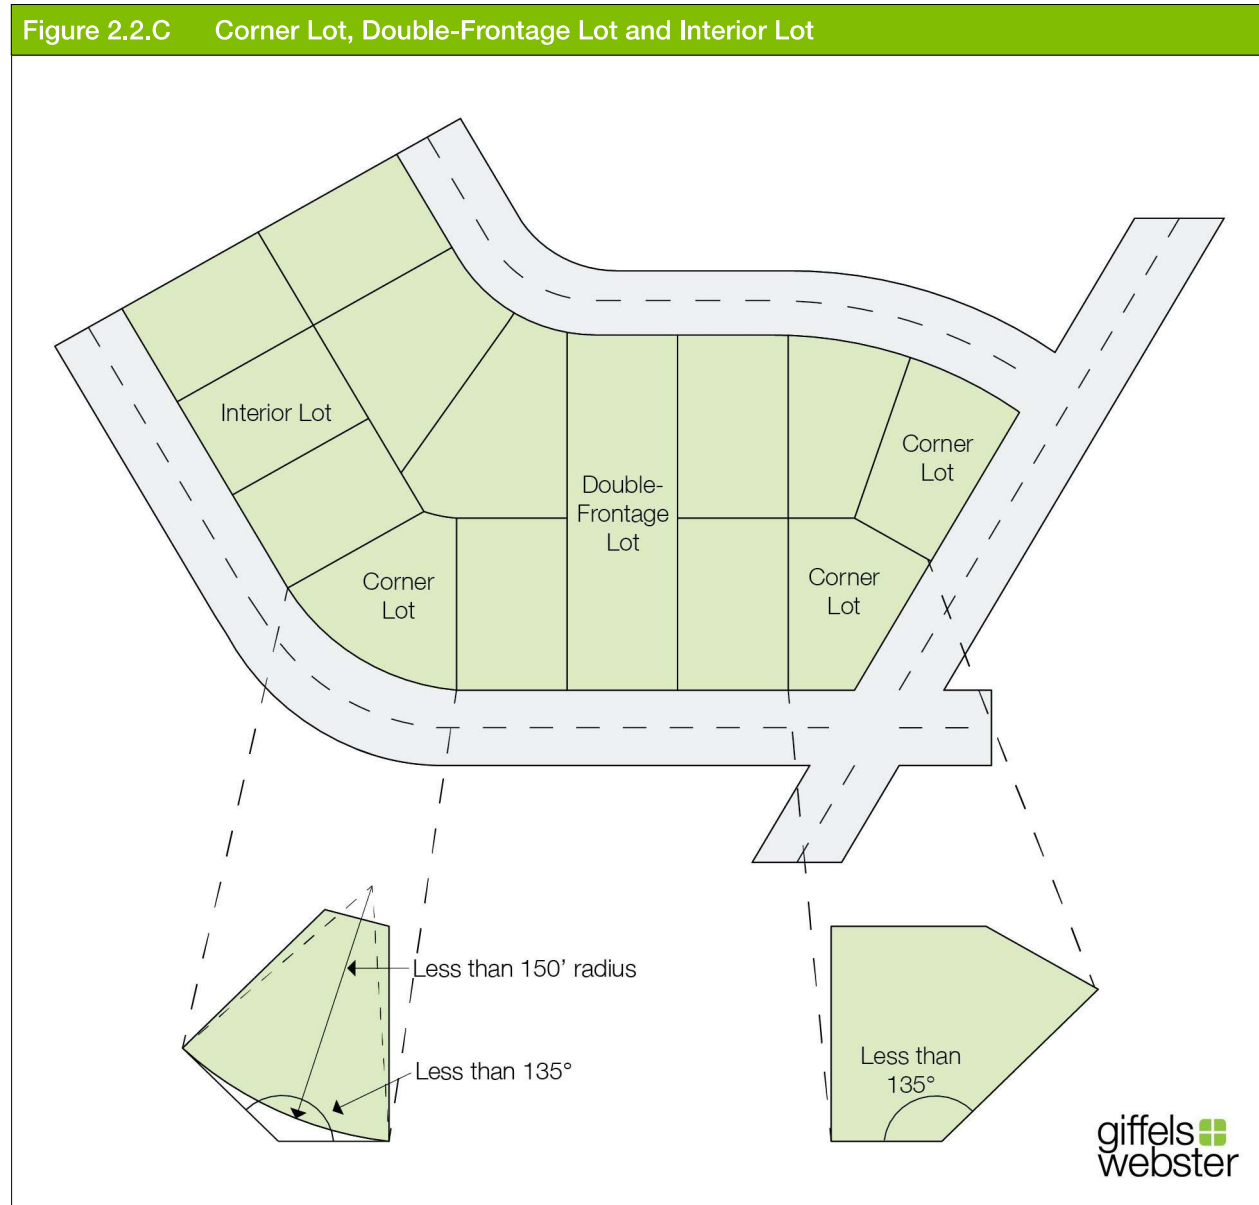 Figure 2.2.C Corner Lot, Double-Frontage Lot and Interior Lot
Interior Lot
Corner
Lot
Double-
Frontage
Lot
Corner
Lot
Corner
Lot
Less than 150’ radius
Less than 135°
Less than
135°
giffels
webster